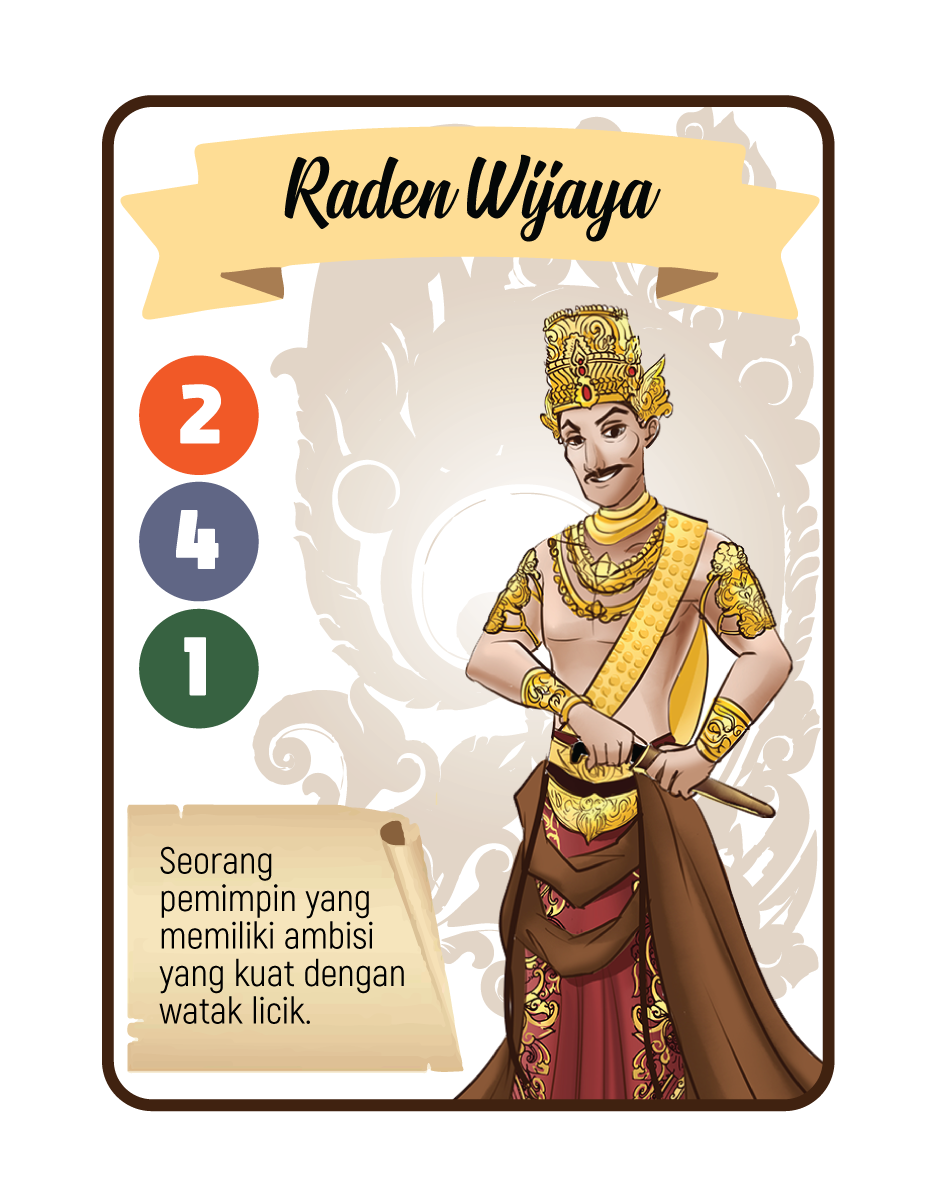 Raden Wijaya
2
4
1
Seorang
pemimpin yang
memiliki ambisi
yang kuat dengan
watak licik.